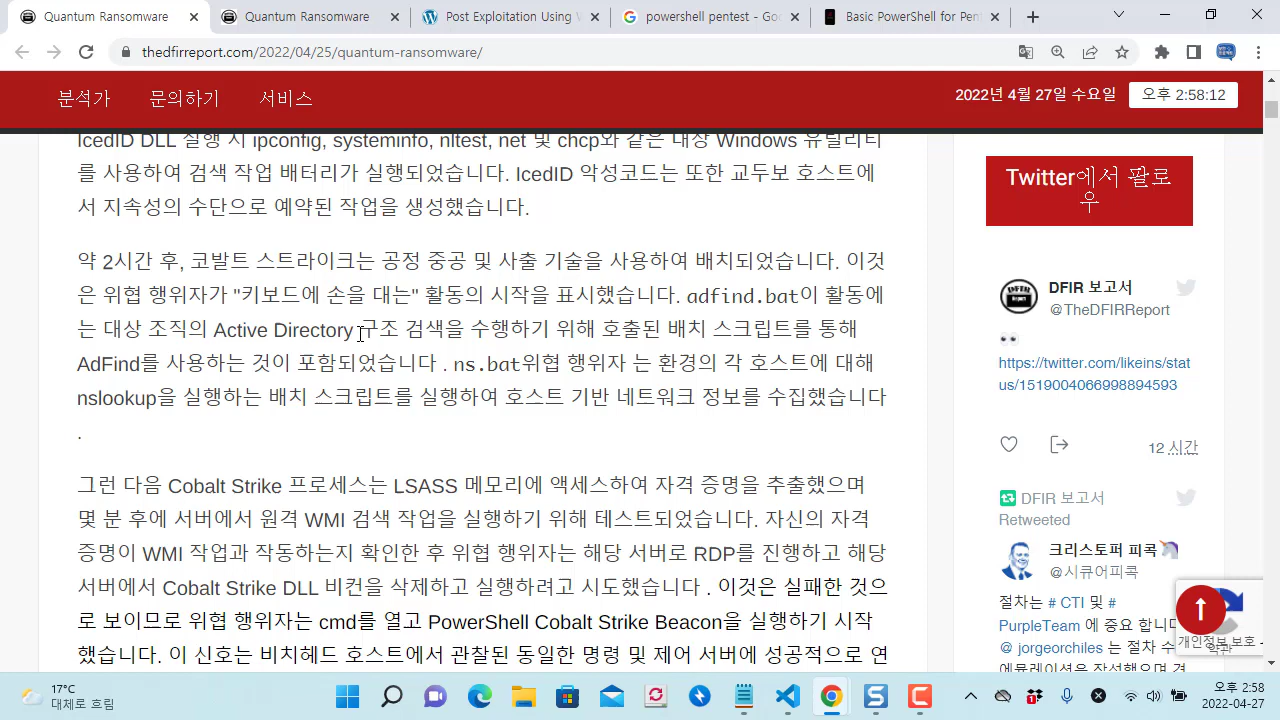 Quantum Ransomware
Quantum Ransomware
Post Exploitation Using
powershell pentest - Goo
Basic PowerShell for Pent
thedfirreport.com/2022/04/25/quantum-ransomware/
분석가 문의하기 서비스
2022년 4월 27일 수요일 오후 2:58:12
IcedID DLL 실행 시 ipconfig, systeminfo, nltest, net 및 chcp와 같은 대상 Windows 유틸리티
를 사용하여 검색 작업 배터리가 실행되었습니다. IcedID 악성코드는 또한 교두보 호스트에
서 지속성의 수단으로 예약된 작업을 생성했습니다.
약 2시간 후, 코발트 스트라이크는 공정 중공 및 사출 기술을 사용하여 배치되었습니다. 이것
은 위협 행위자가 "키보드에 손을 대는" 활동의 시작을 표시했습니다. adfind.bat이 활동에
는 대상 조직의 Active Directory 구조 검색을 수행하기 위해 호출된 배치 스크립트를 통해
AdFind를 사용하는 것이 포함되었습니다 . ns.bat위협 행위자 는 환경의 각 호스트에 대해
nslookup을 실행하는 배치 스크립트를 실행하여 호스트 기반 네트워크 정보를 수집했습니다
.
그런 다음 Cobalt Strike 프로세스는 LSASS 메모리에 액세스하여 자격 증명을 추출했으며
몇 분 후에 서버에서 원격 WMI 검색 작업을 실행하기 위해 테스트되었습니다. 자신의 자격
증명이 WMI 작업과 작동하는지 확인한 후 위협 행위자는 해당 서버로 RDP를 진행하고 해당
서버에서 Cobalt Strike DLL 비컨을 삭제하고 실행하려고 시도했습니다 . 이것은 실패한 것으
로 보이므로 위협 행위자는 cmd를 열고 PowerShell Cobalt Strike Beacon을 실행하기 시작
했습니다. 이 신호는 비치헤드 호스트에서 관찰된 동일한 명령 및 제어 서버에 성공적으로 연
Twitter에서 팔로
우
DFIR 보고서
@TheDFIRReport
https://twitter.com/likeins/stat
us/1519004066998894593
12 시간
DFIR 보고서
Retweeted
크리스토퍼 피콕
@시큐어피콕
절차는 # CTI 및 #
PurpleTeam 에 중요 합니다
@ jorgeorchiles 는 절차 수
개인정보 보호 -
약관
17°C
대체로 흐림
오후 2:58
2022-04-27